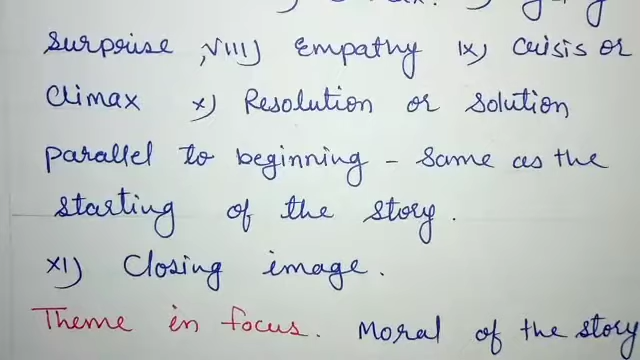 surprise, VIII) Empathy IX) crisis or
climax X) Resolution or solution
parallel to beginning - same as the
starting of the story.
XI) Closing image.
Theme in focus. Moral of the story